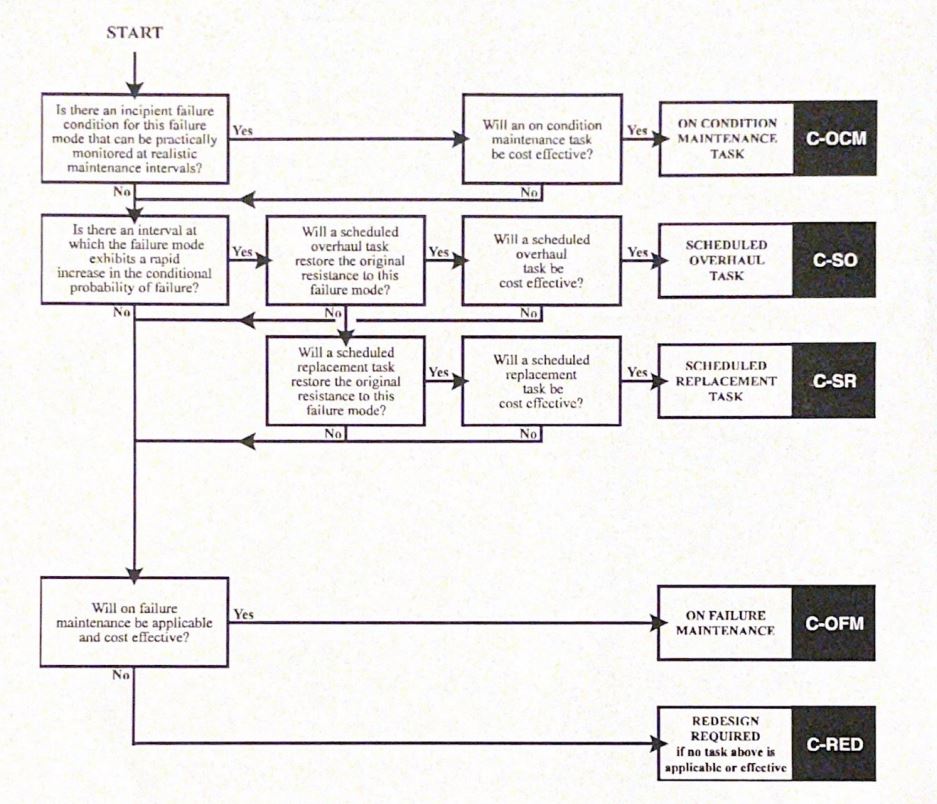 START
Is there an incipient failure
condition for this failure
mode that can be practically
monitored at realistic
maintenance intervals?
Yes
Will an on condition
maintenance task
be cost effective?
Yes
ON CONDITION
MAINTENANCE
TASK
C-OCM
No
No
Is there an interval at
which the failure mode
exhibits a rapid
increase in the conditional
probability of failure?
Yes
Will a scheduled
overhaul task
restore the original
resistance to this
failure mode?
Yes
Will a scheduled
overhaul
task be
cost effective?
Yes
SCHEDULED
OVERHAUL
TASK
C-SO
No
No
No
Will a scheduled
replacement task
restore the original
resistance to this
failure mode?
Yes
Will a scheduled
replacement
task be
cost effective?
Yes
SCHEDULED
REPLACEMENT
TASK
C-SR
No
No
Will on failure
maintenance be applicable
and cost effective?
Yes
ON FAILURE
MAINTENANCE
C-OFM
No
REDESIGN
REQUIRED
if no task above is
applicable or effective
C-RED